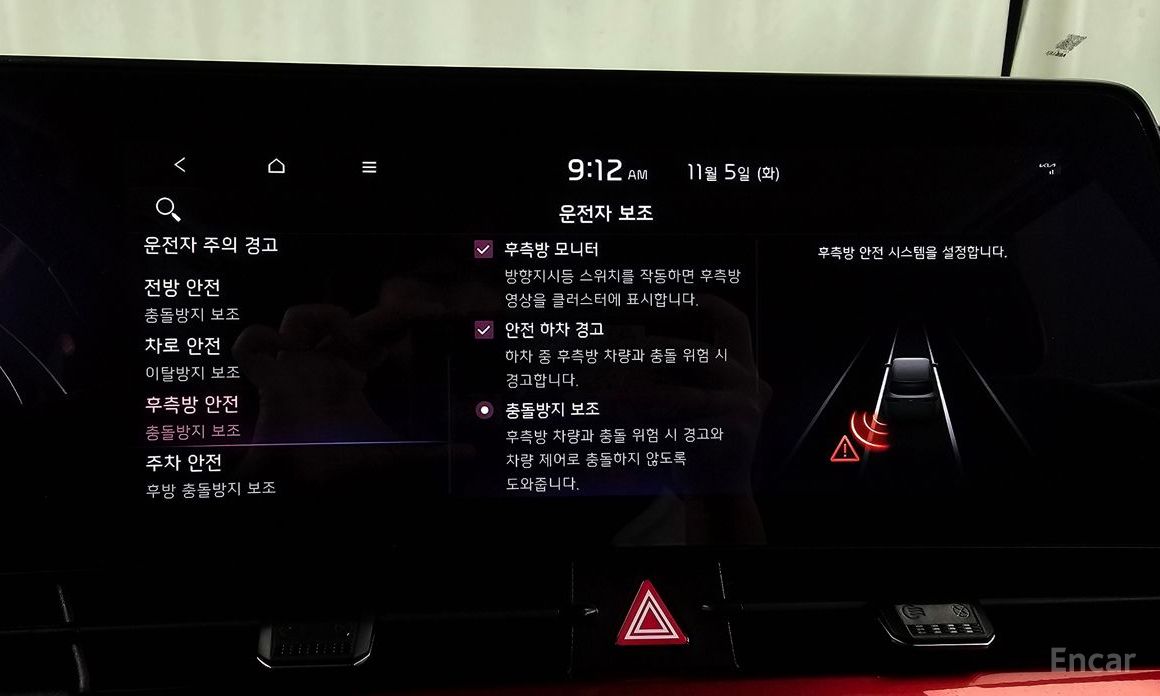 9:12 AM
11월 5일 (화)
KIA
운전자 보조
운전자 주의 경고
전방 안전
충돌방지 보조
차로 안전
이탈방지 보조
후측방 안전
충돌방지 보조
주차 안전
후방 충돌방지 보조
후측방 모니터
방향지시등 스위치를 작동하면 후측방
영상을 클러스터에 표시합니다.
안전 하차 경고
하차 중 후측방 차량과 충돌 위험 시
경고합니다.
충돌방지 보조
후측방 차량과 충돌 위험 시 경고와
차량 제어로 충돌하지 않도록
도와줍니다.
후측방 안전 시스템을 설정합니다.
Encar